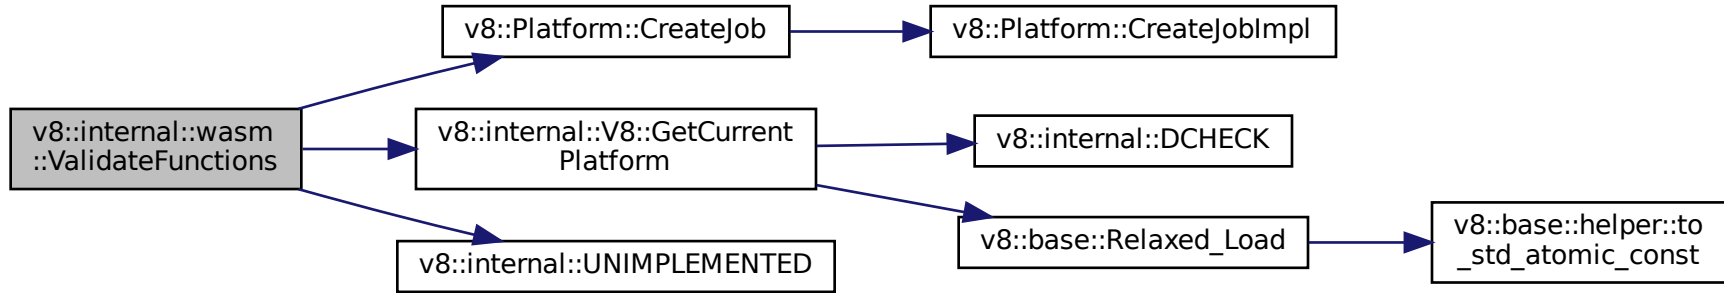 v8::Platform::CreateJob
v8::Platform::CreateJobImpl
v8::internal::wasm
::ValidateFunctions
v8::internal::V8::GetCurrent
Platform
v8::internal::DCHECK
v8::base::Relaxed_Load
v8::base::helper::to
_std_atomic_const
v8::internal::UNIMPLEMENTED